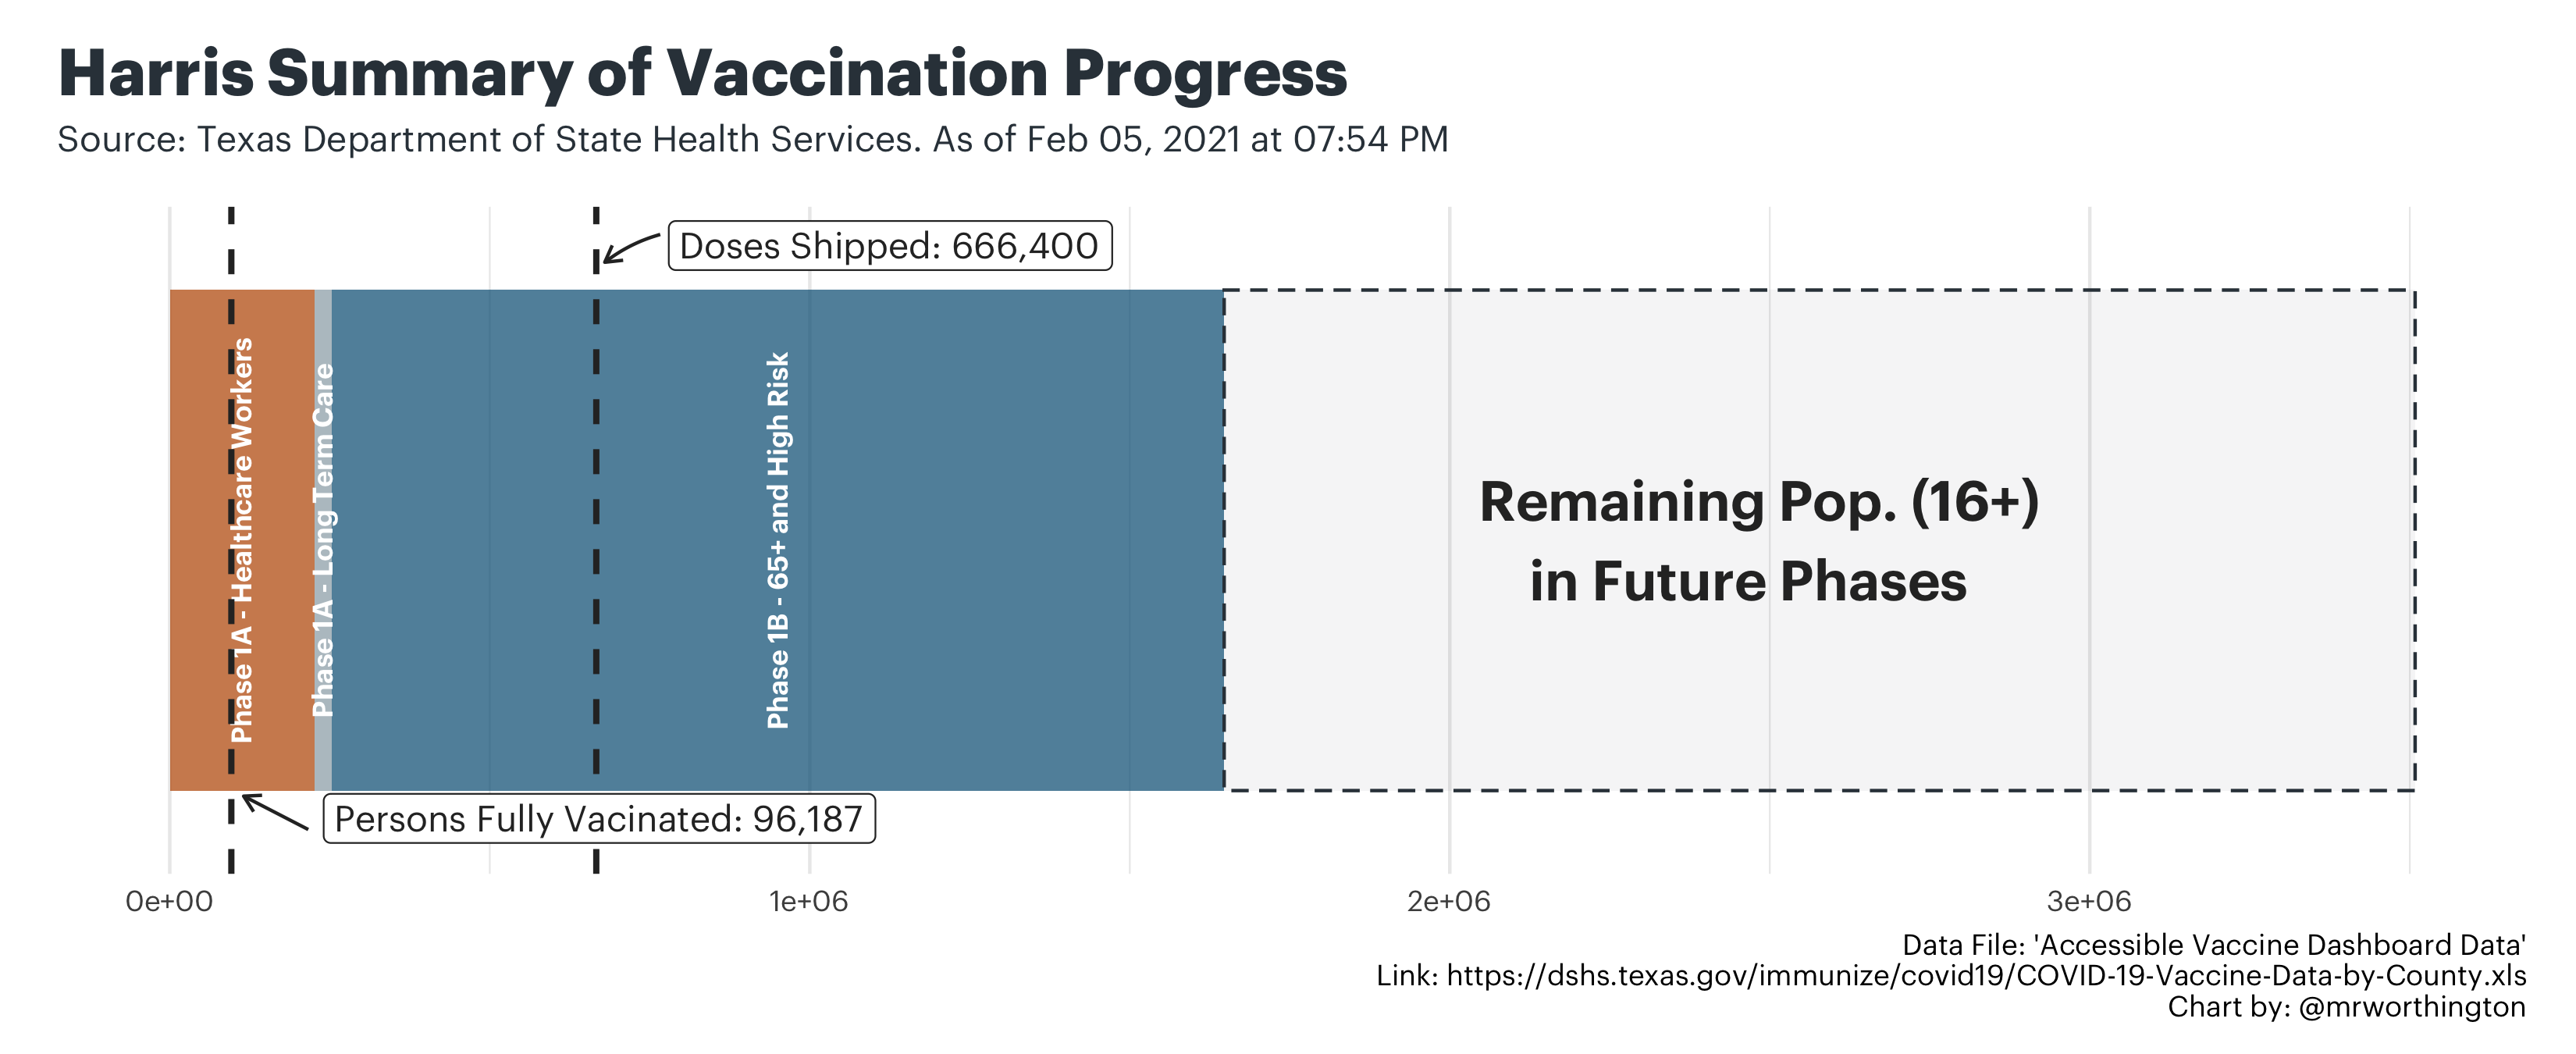 Harris Summary of Vaccination Progress
Source: Texas Department of State Health Services. As of Feb 05, 2021 at 07:54 PM
Doses Shipped: 666,400
Phase 1A - Healthcare Workers
Phase 1A - Long Term Care
Phase 1B - 65+ and High Risk
Remaining Pop. (16+)
in Future Phases
Persons Fully Vacinated: 96,187
0e+00
1e+06
2e+06
3e+06
Data File: 'Accessible Vaccine Dashboard Data'
Link: https://dshs.texas.gov/immunize/covid19/COVID-19-Vaccine-Data-by-County.xls
Chart by: @mrworthington